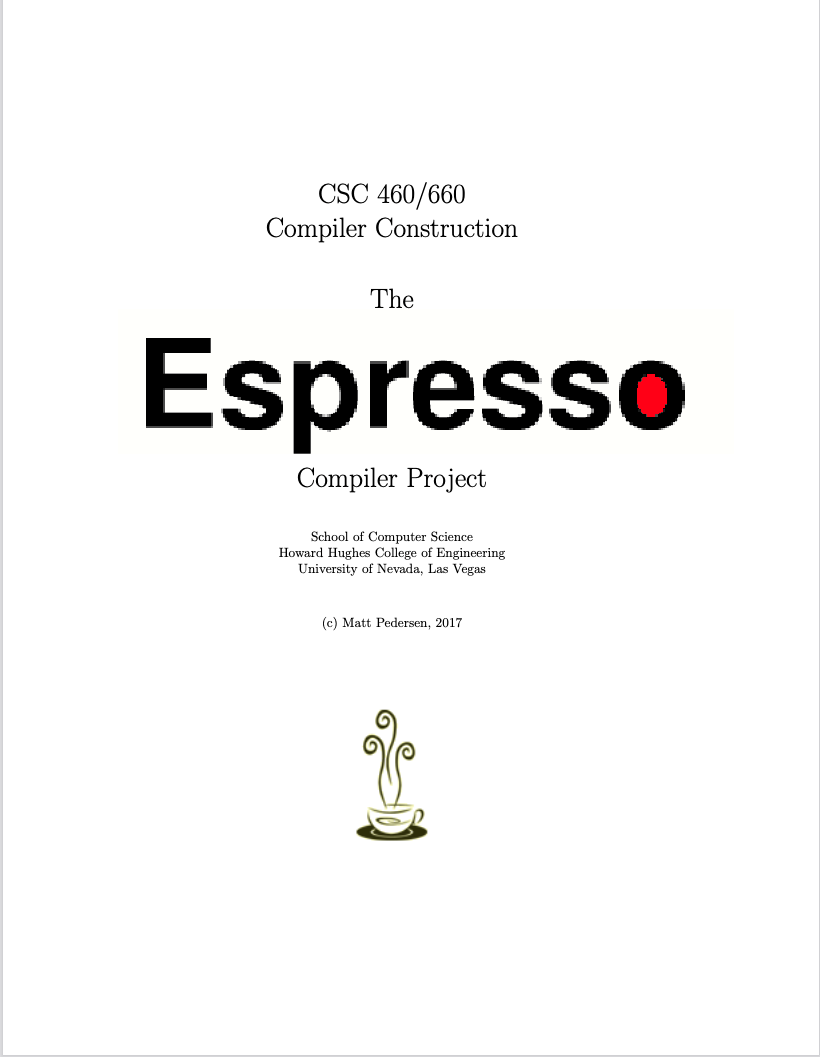 CSC 460/660
Compiler Construction
The
Espresso
Compiler Project
School of Computer Science
Howard Hughes College of Engineering
University of Nevada, Las Vegas
(c) Matt Pedersen, 2017